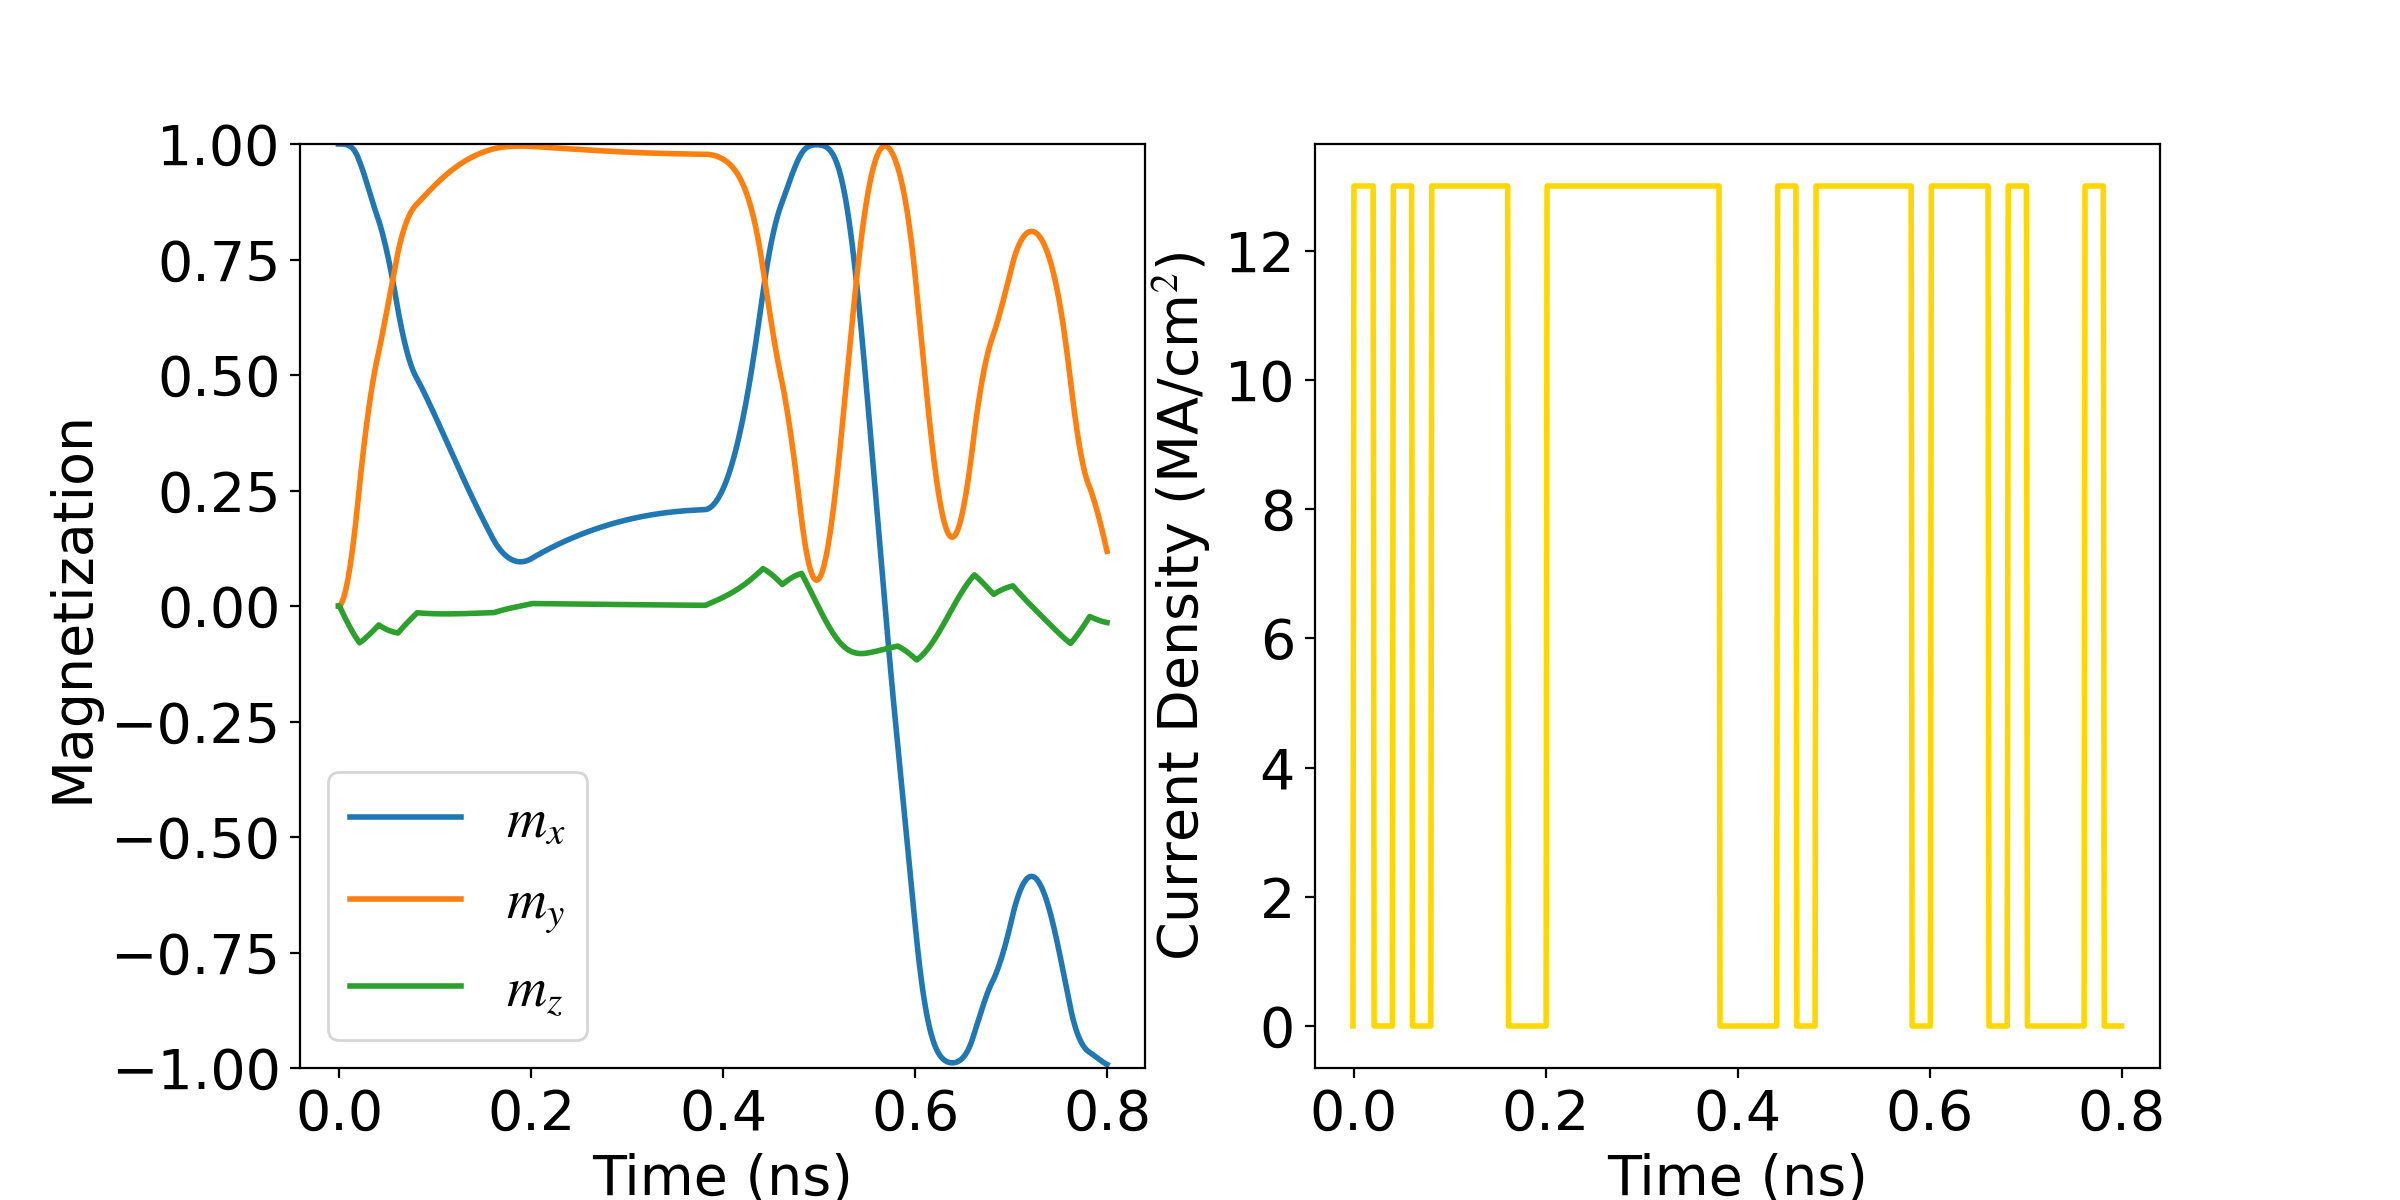 1.00
0.75
0.50
0.25
0.00
−0.25
−0.50
−0.75
−1.00
Magnetization
m_x
m_y
m_z
0.0 0.2 0.4 0.6 0.8
Time (ns)
12
10
8
6
4
2
0
Current Density (MA/cm²)
0.0 0.2 0.4 0.6 0.8
Time (ns)